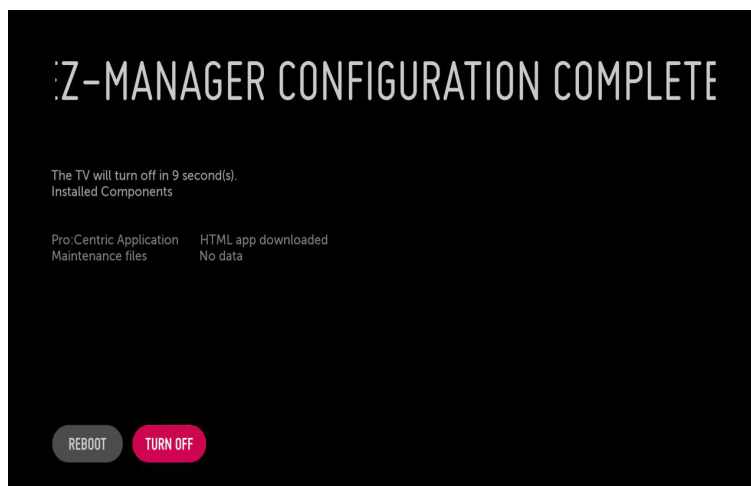 EZ-MANAGER CONFIGURATION COMPLETE
The TV will turn off in 9 second(s).
Installed Components
Pro:Centric Application HTML app downloaded
Maintenance files No data
REBOOT TURN OFF